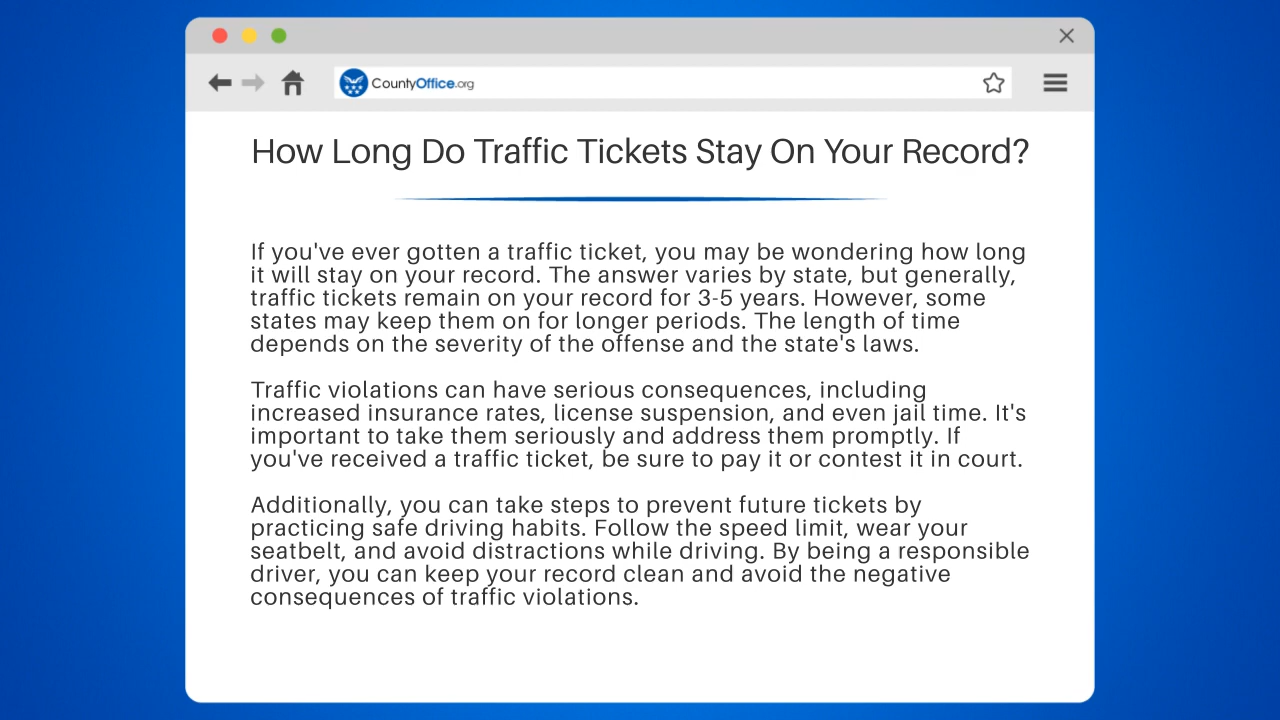 CountyOffice.org
How Long Do Traffic Tickets Stay On Your Record?
If you've ever gotten a traffic ticket, you may be wondering how long
it will stay on your record. The answer varies by state, but generally,
traffic tickets remain on your record for 3-5 years. However, some
states may keep them on for longer periods. The length of time
depends on the severity of the offense and the state's laws.
Traffic violations can have serious consequences, including
increased insurance rates, license suspension, and even jail time. It's
important to take them seriously and address them promptly. If
you've received a traffic ticket, be sure to pay it or contest it in court.
Additionally, you can take steps to prevent future tickets by
practicing safe driving habits. Follow the speed limit, wear your
seatbelt, and avoid distractions while driving. By being a responsible
driver, you can keep your record clean and avoid the negative
consequences of traffic violations.